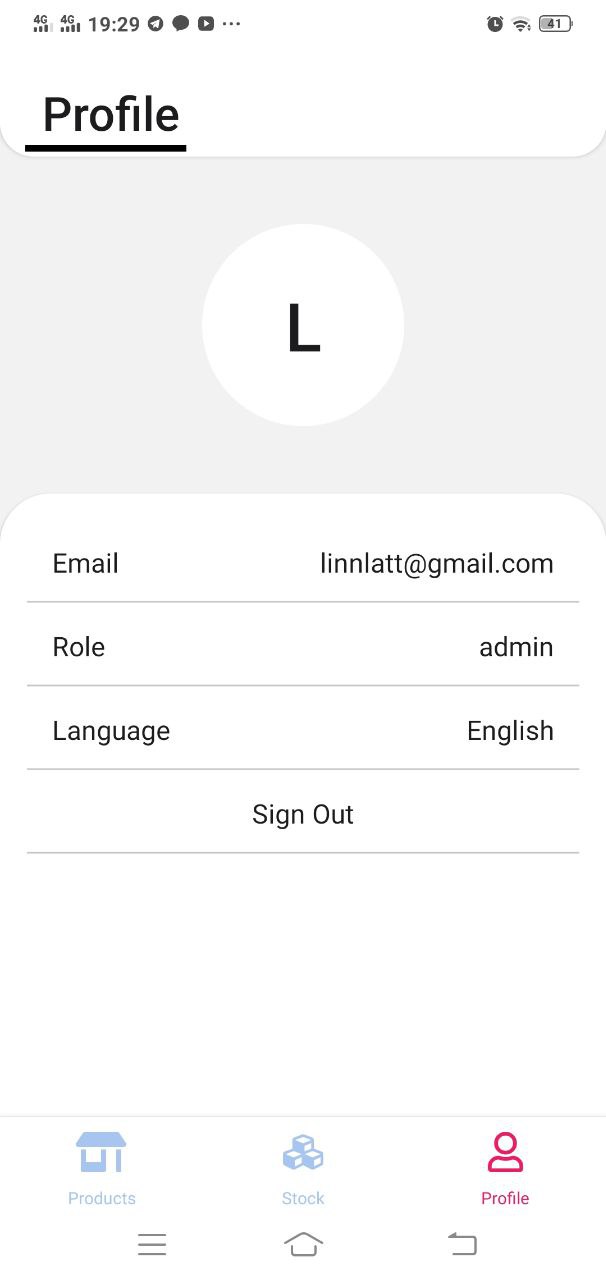 4G 4G 19:29 ... 41
Profile
L
Email linnlatt@gmail.com
Role admin
Language English
Sign Out
Products Stock Profile